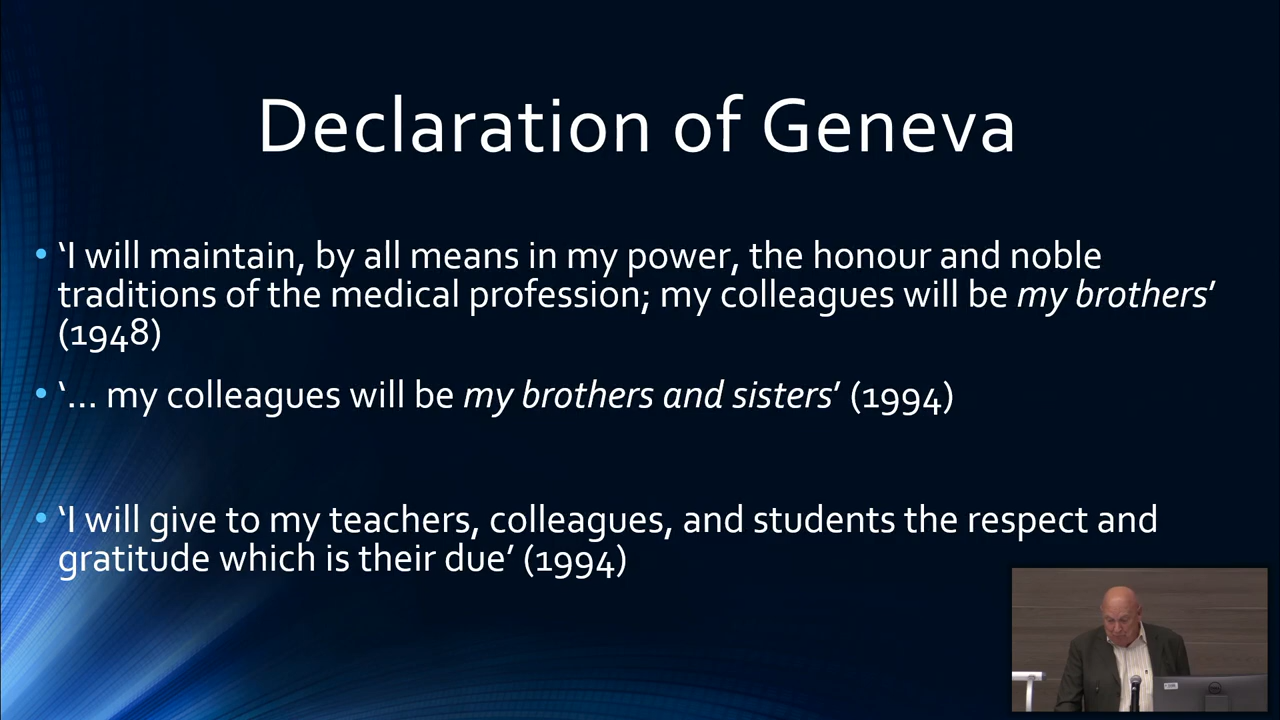 Declaration of Geneva
• ‘I will maintain, by all means in my power, the honour and noble
traditions of the medical profession; my colleagues will be my brothers’
(1948)
• ‘... my colleagues will be my brothers and sisters’ (1994)
• ‘I will give to my teachers, colleagues, and students the respect and
gratitude which is their due’ (1994)